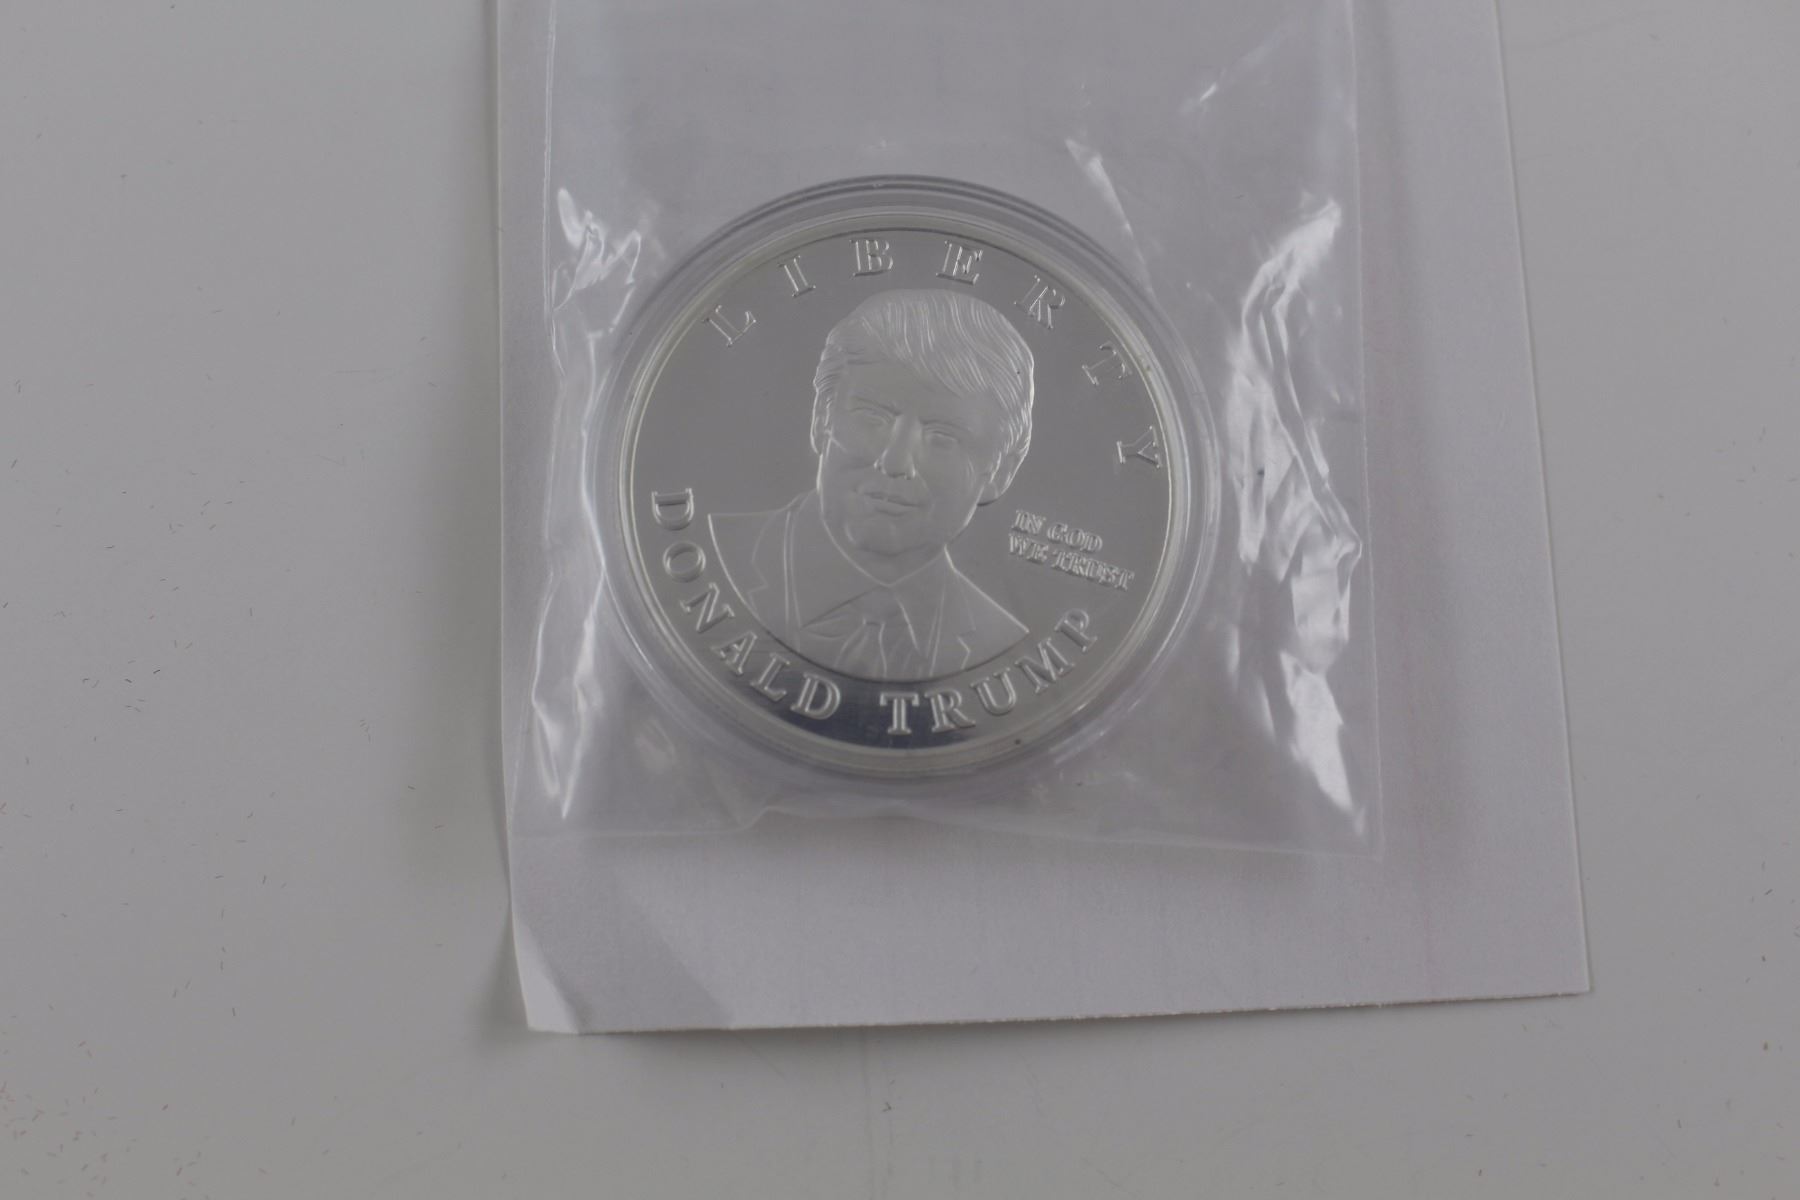 LIBERTY
IN GOD
WE TRUST
DONALD TRUMP